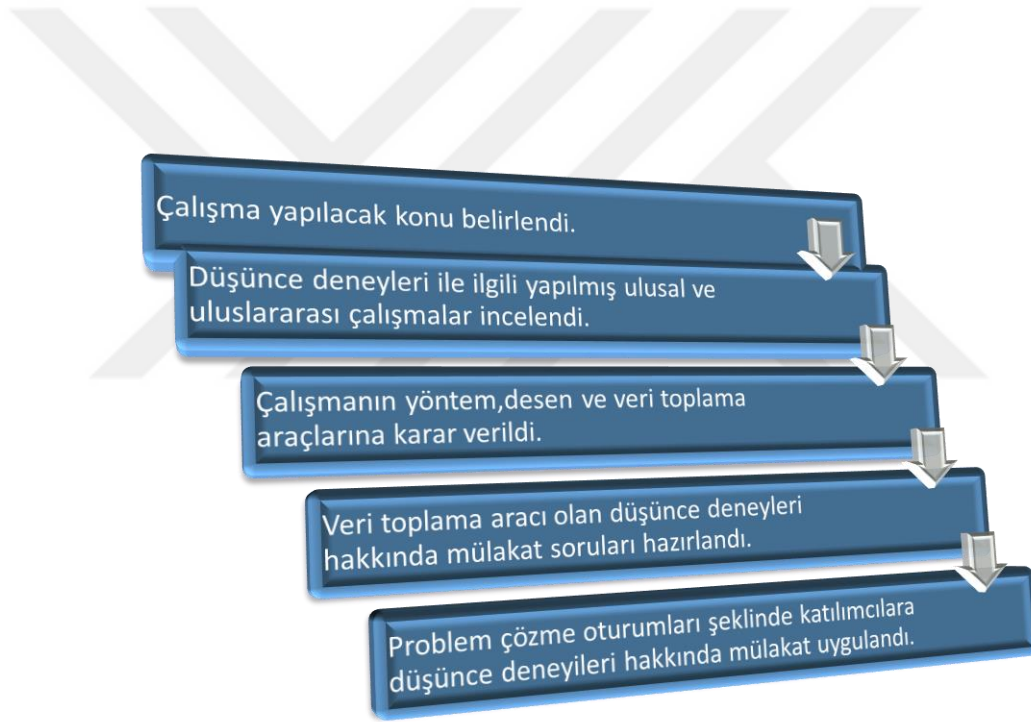 Çalışma yapılacak konu belirlendi.
Düşünce deneyleri ile ilgili yapılmış ulusal ve
uluslararası çalışmalar incelendi.
Çalışmanın yöntem,desen ve veri toplama
araçlarına karar verildi.
Veri toplama aracı olan düşünce deneyleri
hakkında mülakat soruları hazırlandı.
Problem çözme oturumları şeklinde katılımcılara
düşünce deneyileri hakkında mülakat uygulandı.